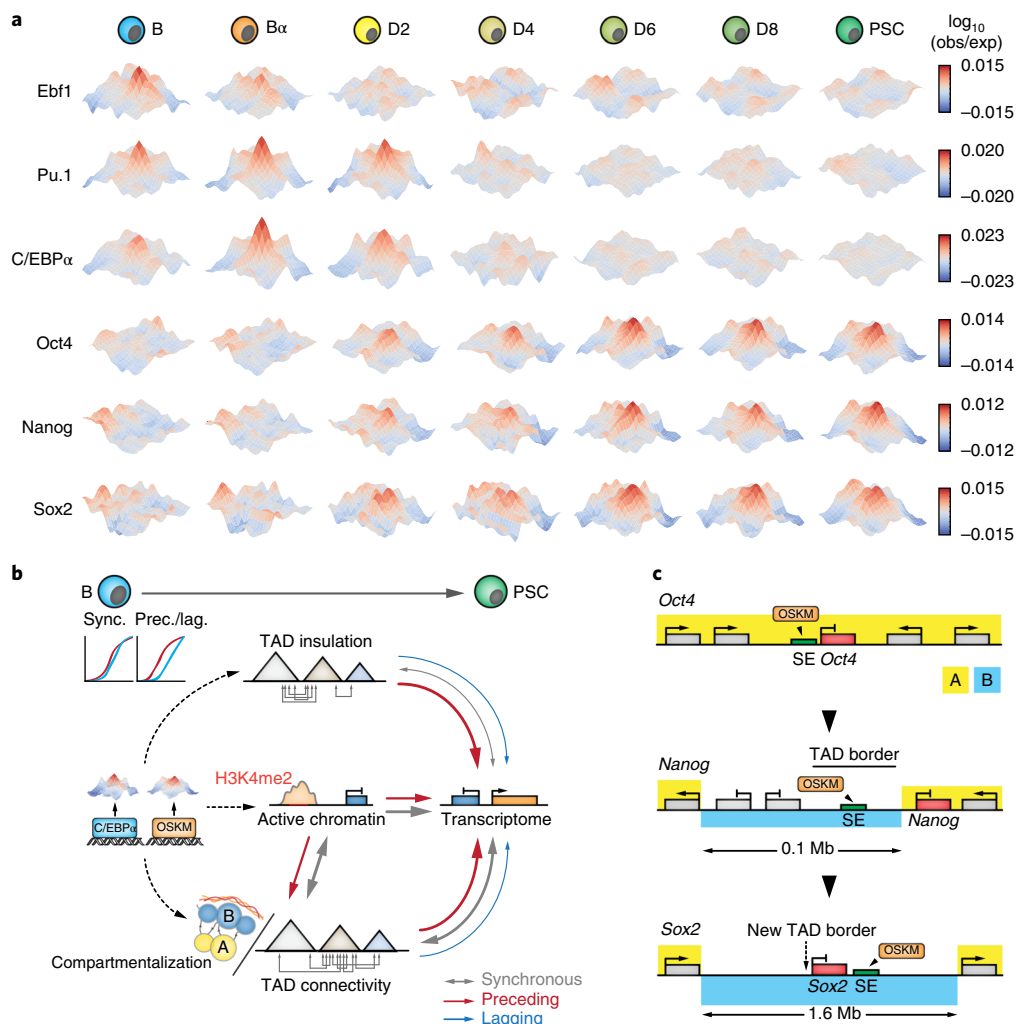 a
B Bα D2 D4 D6 D8 PSC log10
(obs/exp)
Ebf1 0.015
–0.015
Pu.1 0.020
–0.020
C/EBPα 0.023
–0.023
Oct4 0.014
–0.014
Nanog 0.012
–0.012
Sox2 0.015
–0.015
b
B PSC
Sync. Prec./lag.
TAD insulation
H3K4me2
C/EBPα OSKM
Active chromatin Transcriptome
B
A
Compartmentalization
TAD connectivity
Synchronous
Preceding
Lagging
c
Oct4
OSKM
SE Oct4
A B
TAD border
Nanog
OSKM
SE Nanog
0.1 Mb
New TAD border
Sox2
OSKM
Sox2 SE
1.6 Mb